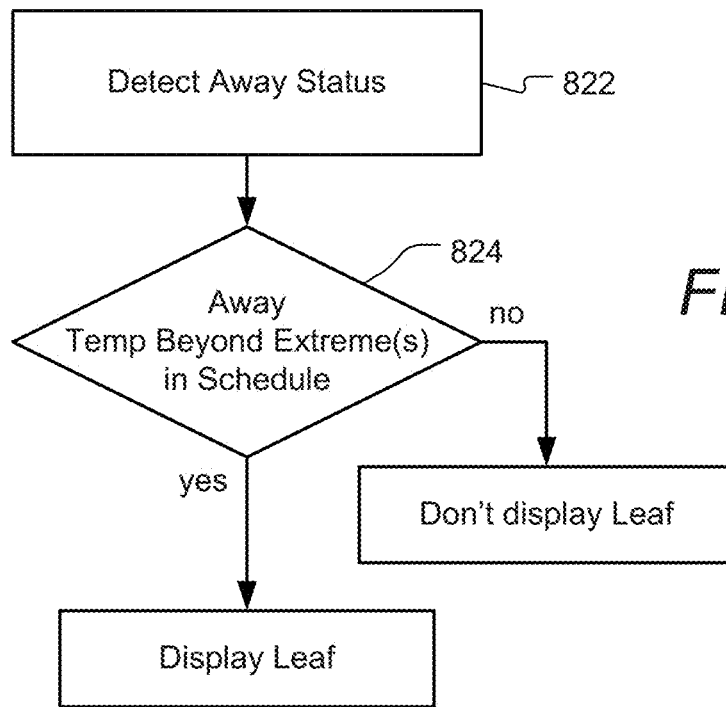 Detect Away Status
822
824
Away
Temp Beyond Extreme(s)
in Schedule
no
yes
Don't display Leaf
Display Leaf